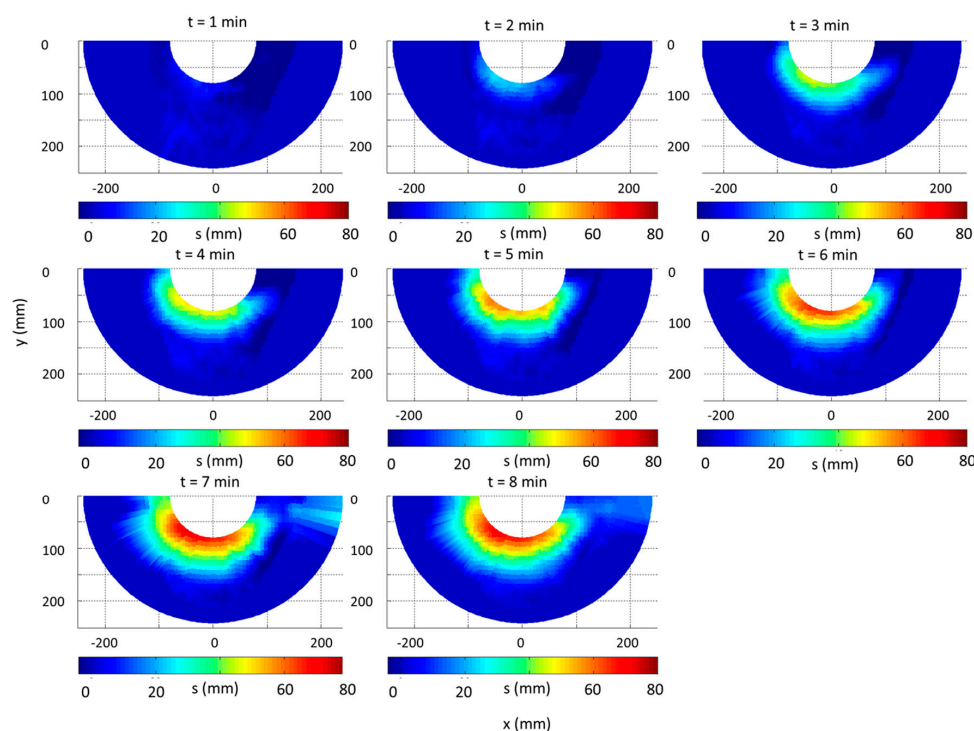 t = 1 min t = 2 min t = 3 min
0 0 0
100 100 100
200 200 200
-200 0 200 -200 0 200 -200 0 200
0 20 s (mm) 60 80 0 20 s (mm) 60 80 0 20 s (mm) 60 80
t = 4 min t = 5 min t = 6 min
0 0 0
100 100 100
y (mm)
200 200 200
-200 0 200 -200 0 200 -200 0 200
0 20 s (mm) 60 80 0 20 s (mm) 60 80 0 20 s (mm) 60 80
t = 7 min t = 8 min
0 0
100 100
200 200
-200 0 200 -200 0 200
0 20 s (mm) 60 80 0 20 s (mm) 60 80
x (mm)